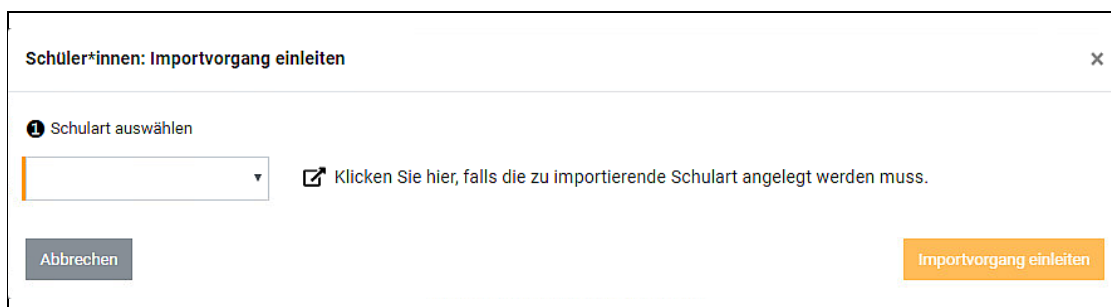 Schüler*innen: Importvorgang einleiten ×
❶ Schulart auswählen
Klicken Sie hier, falls die zu importierende Schulart angelegt werden muss.
Abbrechen
Importvorgang einleiten